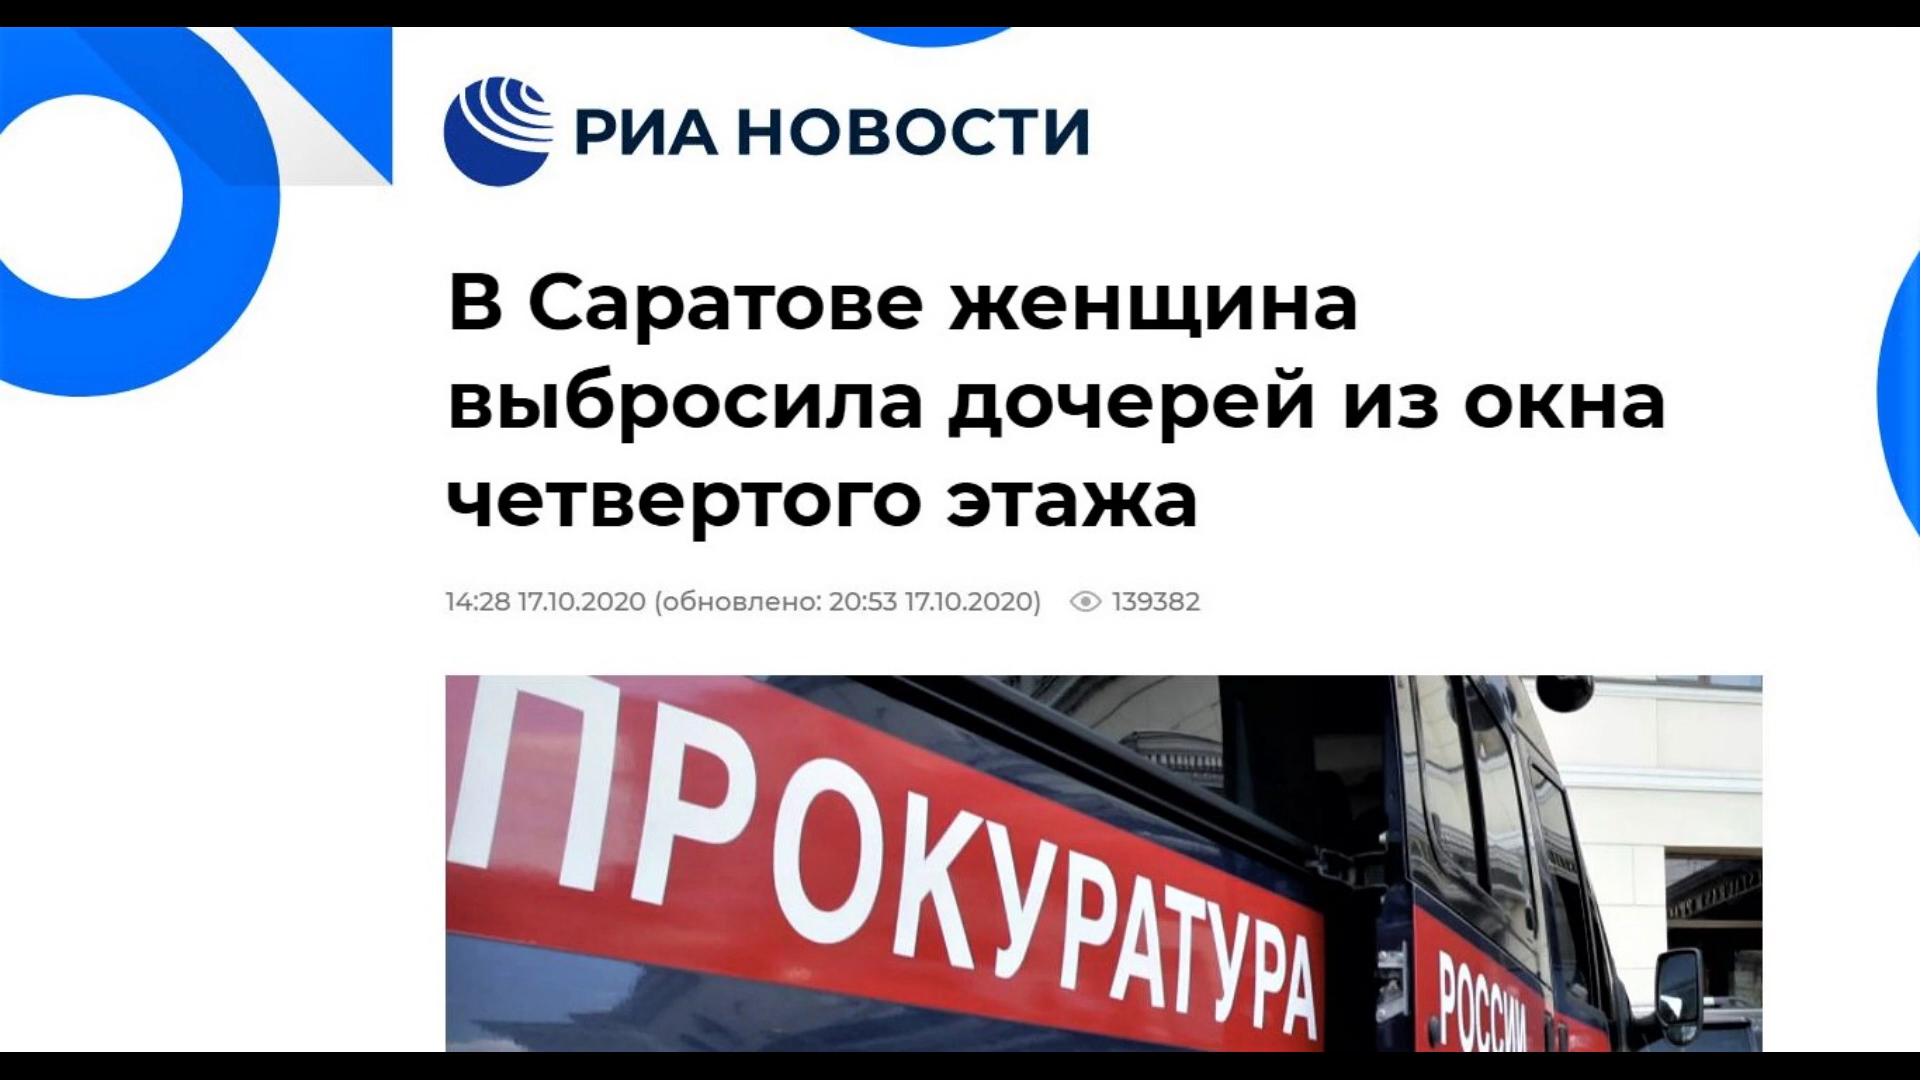 РИА НОВОСТИ
В Саратове женщина
выбросила дочерей из окна
четвертого этажа
14:28 17.10.2020 (обновлено: 20:53 17.10.2020) 139382
ПРОКУРАТУРА
РОССИИ